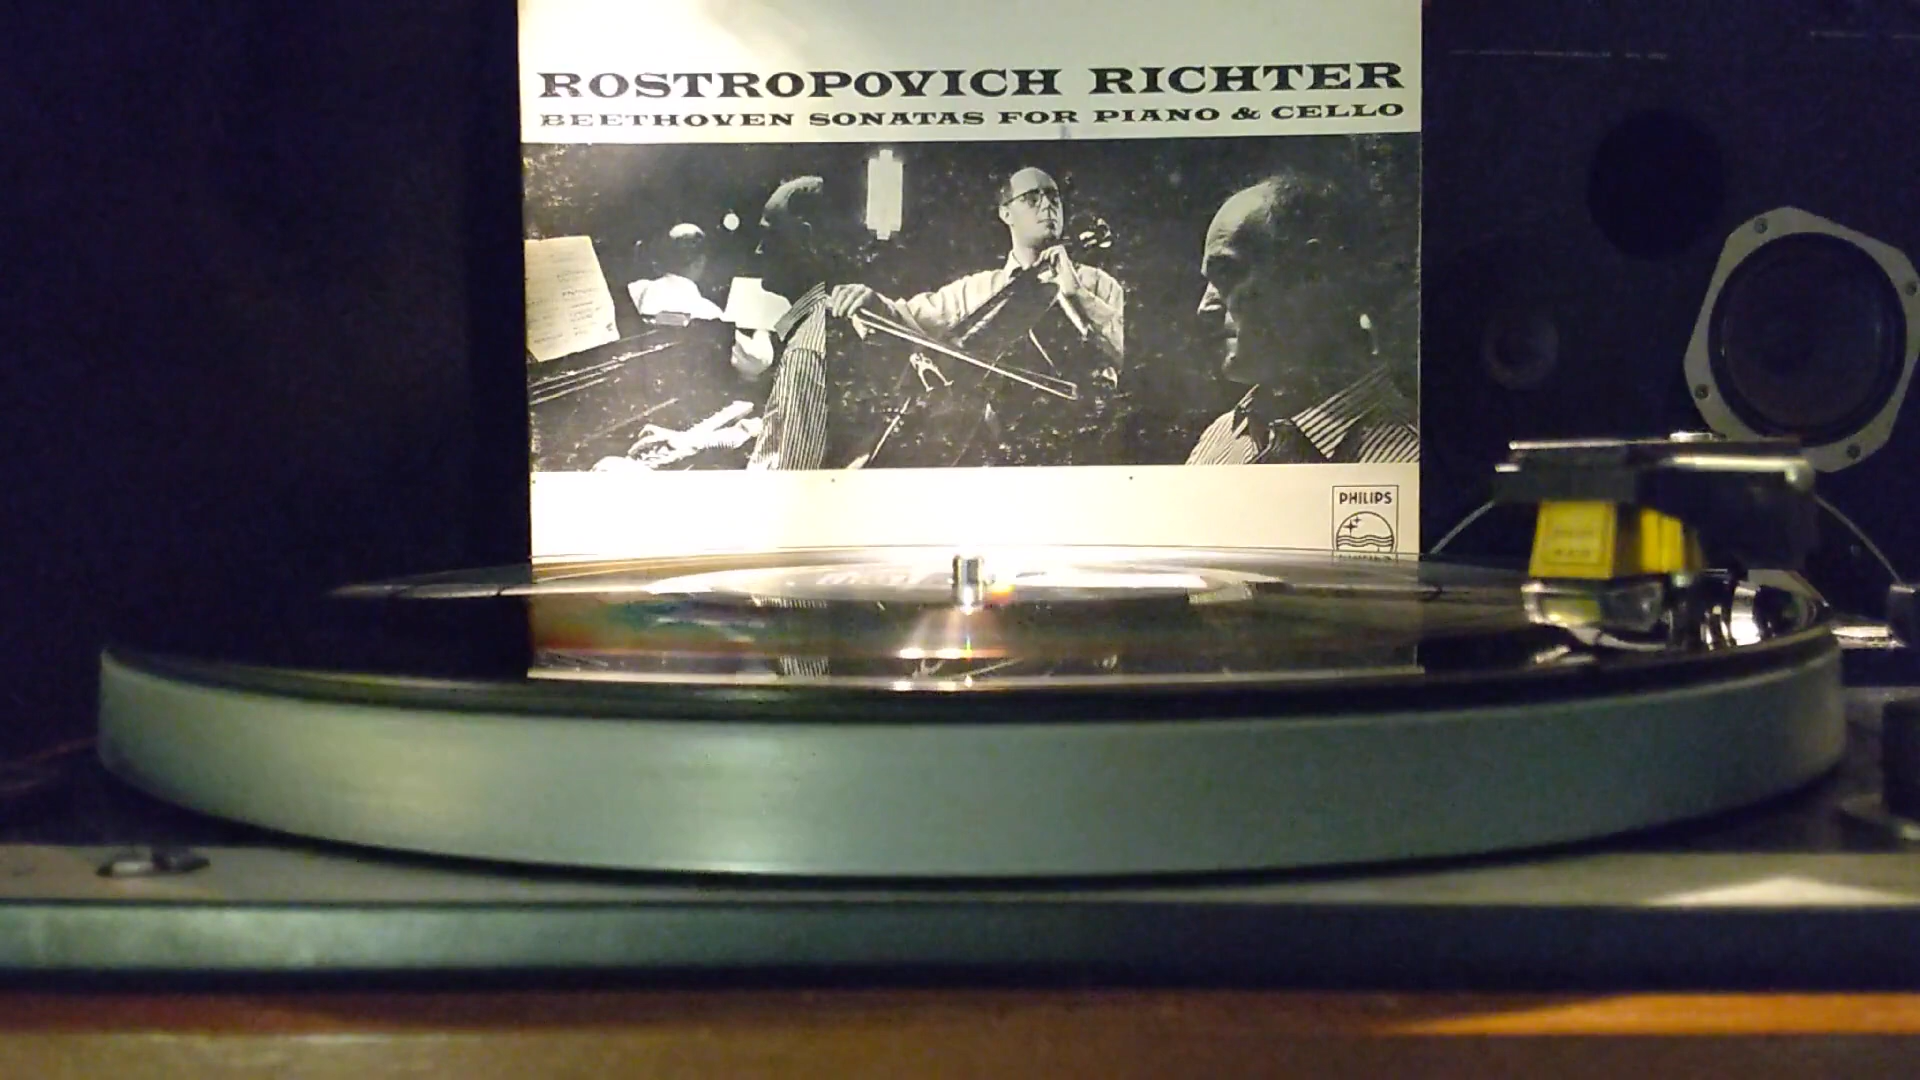 ROSTROPOVICH RICHTER
BEETHOVEN SONATAS FOR PIANO & CELLO
PHILIPS